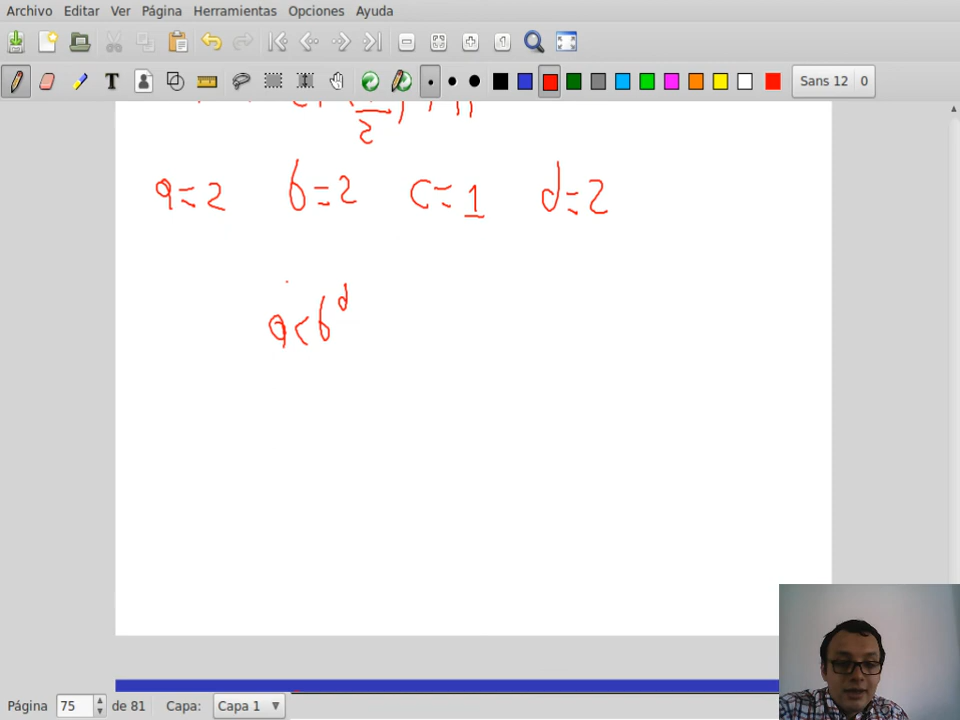 Archivo Editar Ver Página Herramientas Opciones Ayuda
T Sans 12 0
2
a=2 b=2 c=1 d=2
a<b^d
Página 75 de 81 Capa: Capa 1